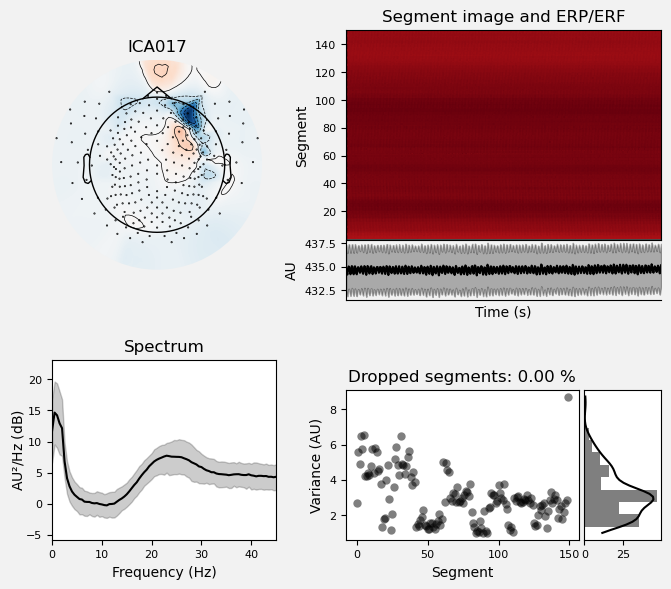 ICA017
Segment image and ERP/ERF
Segment
140
120
100
80
60
40
20
AU
437.5
435.0
432.5
Time (s)
Spectrum
AU²/Hz (dB)
20
15
10
5
0
−5
0 10 20 30 40
Frequency (Hz)
Dropped segments: 0.00 %
Variance (AU)
8
6
4
2
0 50 100 150
Segment
0 25